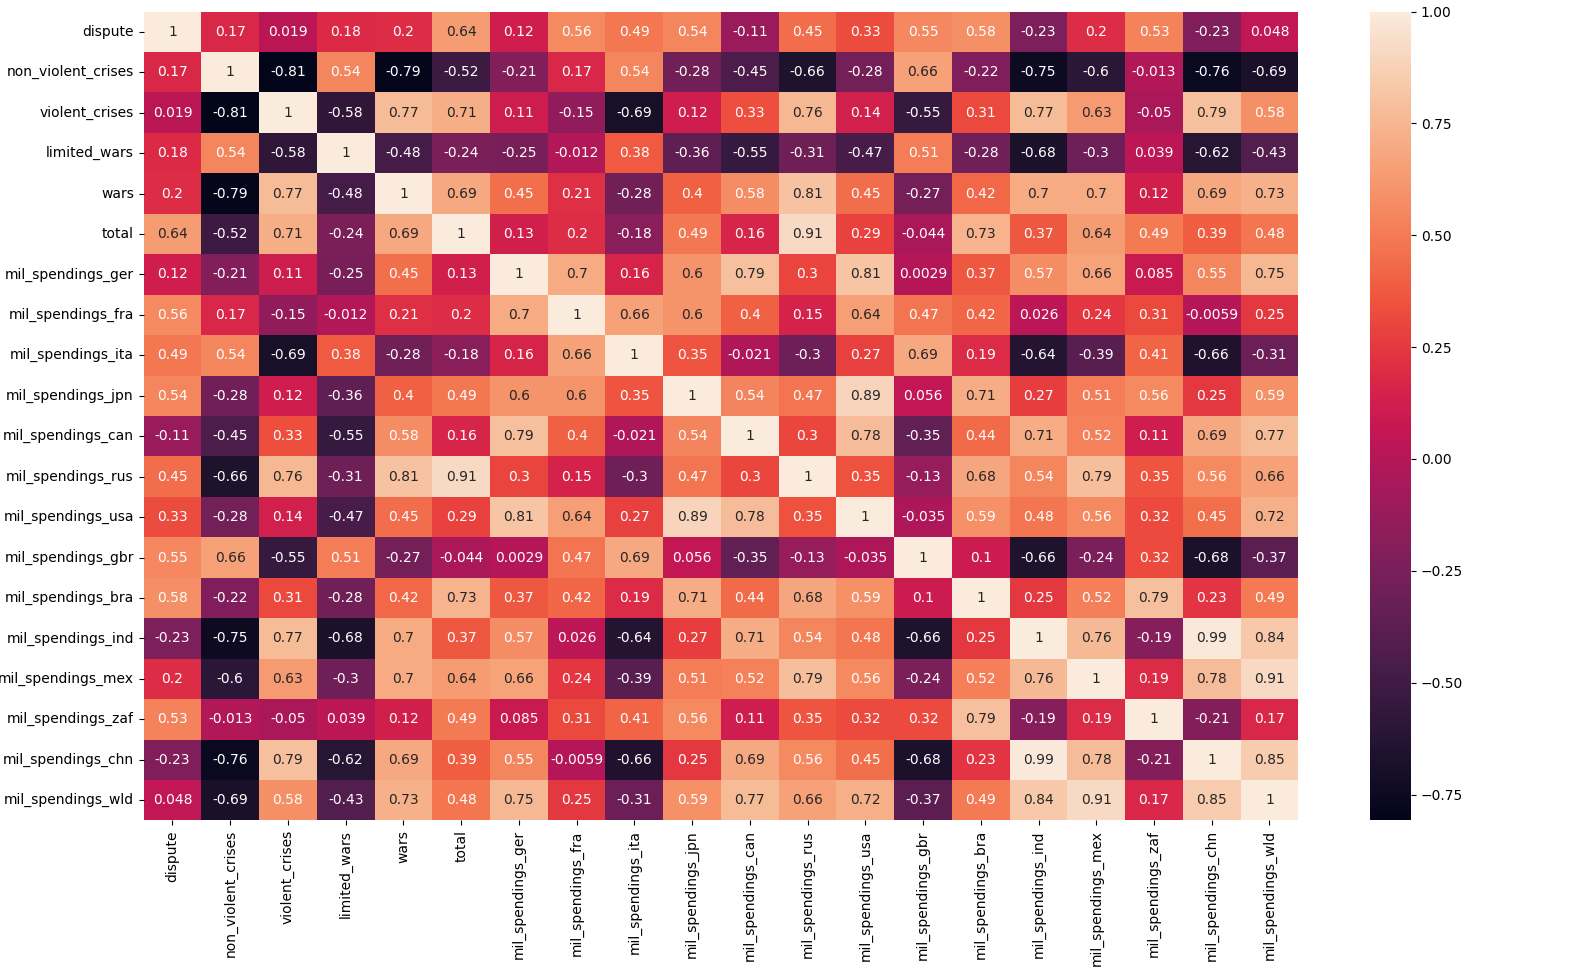 dispute 1 0.17 0.019 0.18 0.2 0.64 0.12 0.56 0.49 0.54 -0.11 0.45 0.33 0.55 0.58 -0.23 0.2 0.53 -0.23 0.048
non_violent_crises 0.17 1 -0.81 0.54 -0.79 -0.52 -0.21 0.17 0.54 -0.28 -0.45 -0.66 -0.28 0.66 -0.22 -0.75 -0.6 -0.013 -0.76 -0.69
violent_crises 0.019 -0.81 1 -0.58 0.77 0.71 0.11 -0.15 -0.69 0.12 0.33 0.76 0.14 -0.55 0.31 0.77 0.63 -0.05 0.79 0.58
limited_wars 0.18 0.54 -0.58 1 -0.48 -0.24 -0.25 -0.012 0.38 -0.36 -0.55 -0.31 -0.47 0.51 -0.28 -0.68 -0.3 0.039 -0.62 -0.43
wars 0.2 -0.79 0.77 -0.48 1 0.69 0.45 0.21 -0.28 0.4 0.58 0.81 0.45 -0.27 0.42 0.7 0.7 0.12 0.69 0.73
total 0.64 -0.52 0.71 -0.24 0.69 1 0.13 0.2 -0.18 0.49 0.16 0.91 0.29 -0.044 0.73 0.37 0.64 0.49 0.39 0.48
mil_spendings_ger 0.12 -0.21 0.11 -0.25 0.45 0.13 1 0.7 0.16 0.6 0.79 0.3 0.81 0.0029 0.37 0.57 0.66 0.085 0.55 0.75
mil_spendings_fra 0.56 0.17 -0.15 -0.012 0.21 0.2 0.7 1 0.66 0.6 0.4 0.15 0.64 0.47 0.42 0.026 0.24 0.31 -0.0059 0.25
mil_spendings_ita 0.49 0.54 -0.69 0.38 -0.28 -0.18 0.16 0.66 1 0.35 -0.021 -0.3 0.27 0.69 0.19 -0.64 -0.39 0.41 -0.66 -0.31
mil_spendings_jpn 0.54 -0.28 0.12 -0.36 0.4 0.49 0.6 0.6 0.35 1 0.54 0.47 0.89 0.056 0.71 0.27 0.51 0.56 0.25 0.59
mil_spendings_can -0.11 -0.45 0.33 -0.55 0.58 0.16 0.79 0.4 -0.021 0.54 1 0.3 0.78 -0.35 0.44 0.71 0.52 0.11 0.69 0.77
mil_spendings_rus 0.45 -0.66 0.76 -0.31 0.81 0.91 0.3 0.15 -0.3 0.47 0.3 1 0.35 -0.13 0.68 0.54 0.79 0.35 0.56 0.66
mil_spendings_usa 0.33 -0.28 0.14 -0.47 0.45 0.29 0.81 0.64 0.27 0.89 0.78 0.35 1 -0.035 0.59 0.48 0.56 0.32 0.45 0.72
mil_spendings_gbr 0.55 0.66 -0.55 0.51 -0.27 -0.044 0.0029 0.47 0.69 0.056 -0.35 -0.13 -0.035 1 0.1 -0.66 -0.24 0.32 -0.68 -0.37
mil_spendings_bra 0.58 -0.22 0.31 -0.28 0.42 0.73 0.37 0.42 0.19 0.71 0.44 0.68 0.59 0.1 1 0.25 0.52 0.79 0.23 0.49
mil_spendings_ind -0.23 -0.75 0.77 -0.68 0.7 0.37 0.57 0.026 -0.64 0.27 0.71 0.54 0.48 -0.66 0.25 1 0.76 -0.19 0.99 0.84
mil_spendings_mex 0.2 -0.6 0.63 -0.3 0.7 0.64 0.66 0.24 -0.39 0.51 0.52 0.79 0.56 -0.24 0.52 0.76 1 0.19 0.78 0.91
mil_spendings_zaf 0.53 -0.013 -0.05 0.039 0.12 0.49 0.085 0.31 0.41 0.56 0.11 0.35 0.32 0.32 0.79 -0.19 0.19 1 -0.21 0.17
mil_spendings_chn -0.23 -0.76 0.79 -0.62 0.69 0.39 0.55 -0.0059 -0.66 0.25 0.69 0.56 0.45 -0.68 0.23 0.99 0.78 -0.21 1 0.85
mil_spendings_wld 0.048 -0.69 0.58 -0.43 0.73 0.48 0.75 0.25 -0.31 0.59 0.77 0.66 0.72 -0.37 0.49 0.84 0.91 0.17 0.85 1
dispute
non_violent_crises
violent_crises
limited_wars
wars
total
mil_spendings_ger
mil_spendings_fra
mil_spendings_ita
mil_spendings_jpn
mil_spendings_can
mil_spendings_rus
mil_spendings_usa
mil_spendings_gbr
mil_spendings_bra
mil_spendings_ind
mil_spendings_mex
mil_spendings_zaf
mil_spendings_chn
mil_spendings_wld
1.00
0.75
0.50
0.25
0.00
−0.25
−0.50
−0.75